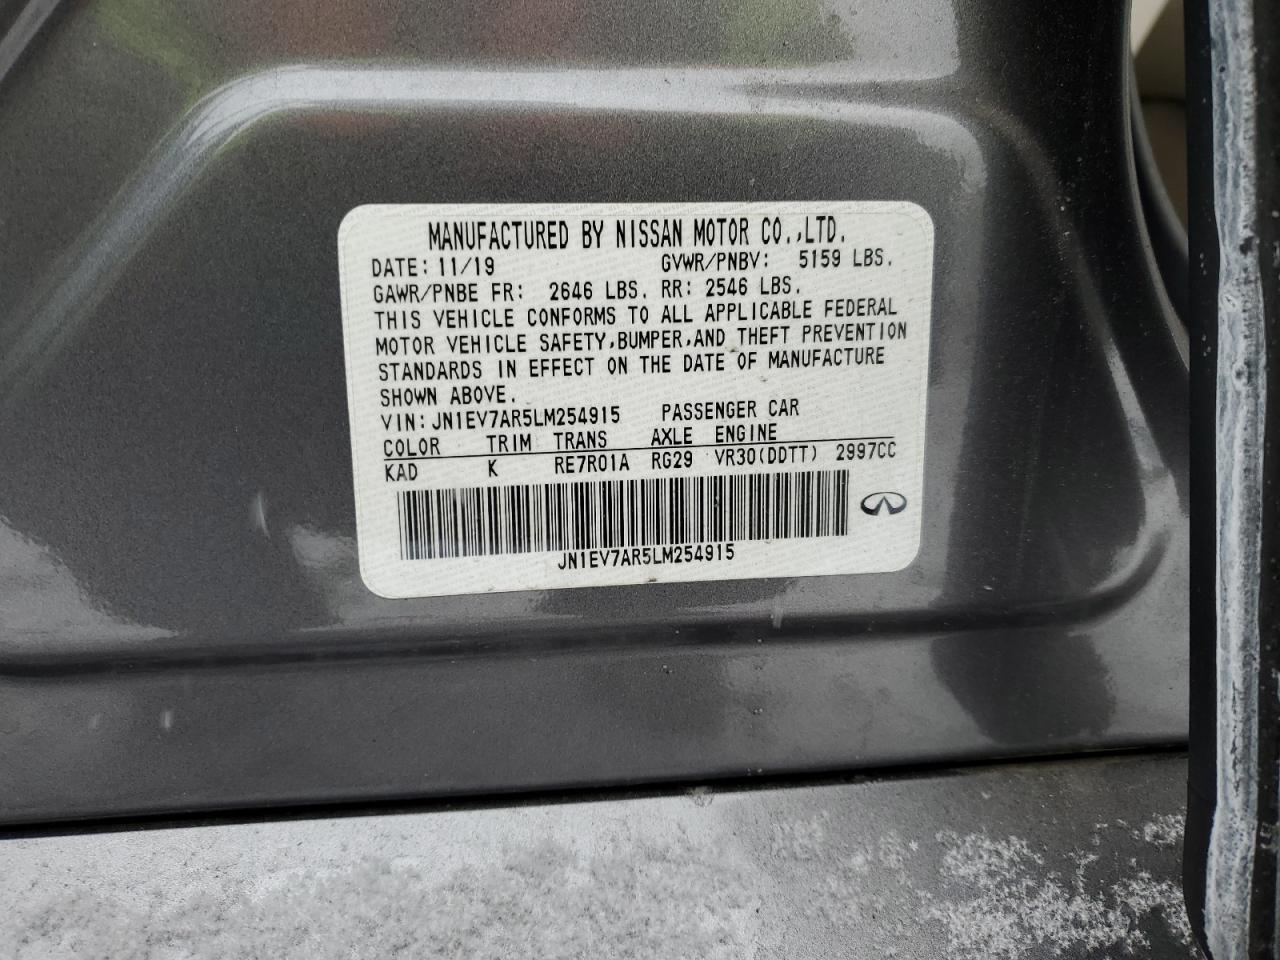 MANUFACTURED BY NISSAN MOTOR CO.,LTD.
DATE: 11/19 GVWR/PNBV: 5159 LBS.
GAWR/PNBE FR: 2646 LBS. RR: 2546 LBS.
THIS VEHICLE CONFORMS TO ALL APPLICABLE FEDERAL
MOTOR VEHICLE SAFETY,BUMPER,AND THEFT PREVENTION
STANDARDS IN EFFECT ON THE DATE OF MANUFACTURE
SHOWN ABOVE.
VIN:JN1EV7AR5LM254915 PASSENGER CAR
COLOR TRIM TRANS AXLE ENGINE
KAD K RE7R01A RG29 VR30(DDTT) 2997CC
JN1EV7AR5LM254915